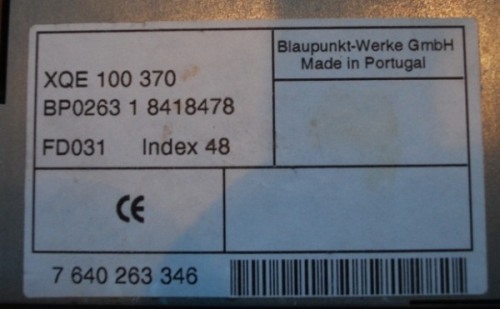 Blaupunkt-Werke GmbH
Made in Portugal
XQE 100 370
BP0263 1 8418478
FD031 Index 48
CE
7 640 263 346